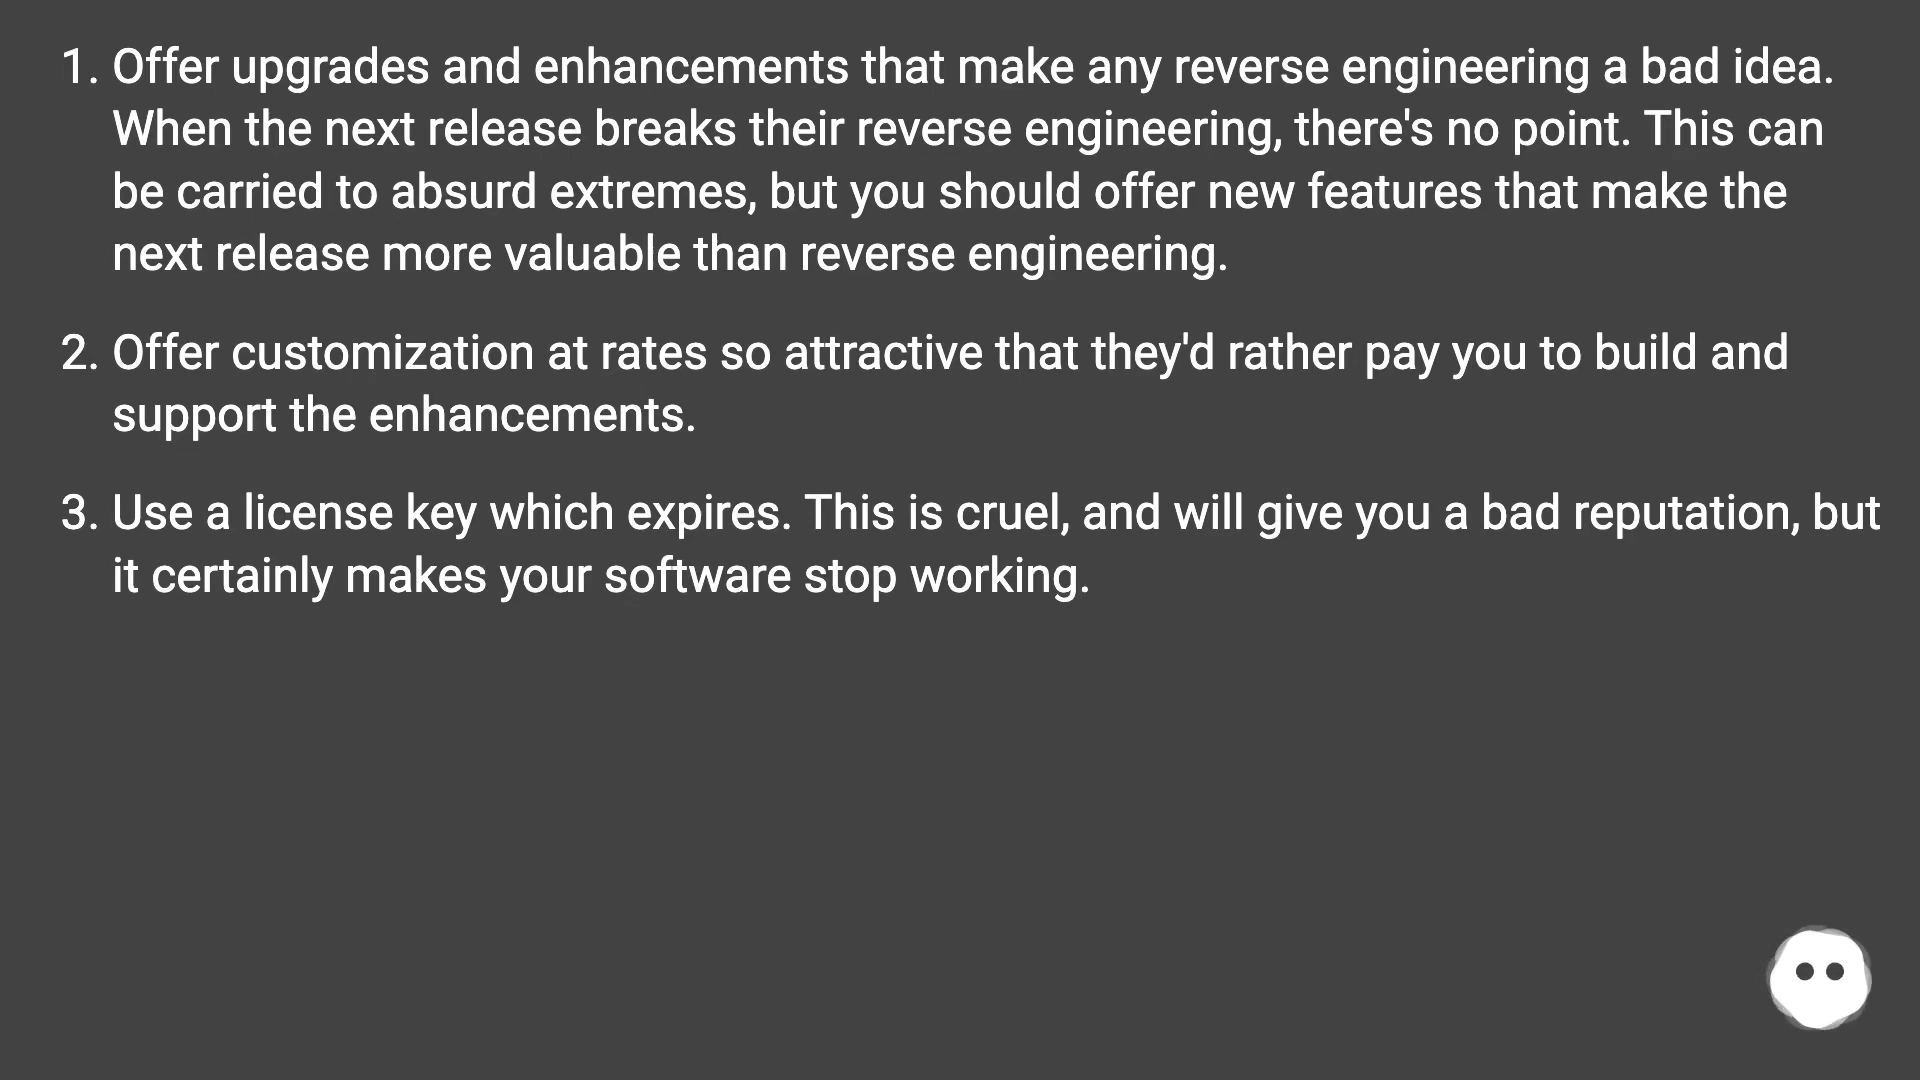 1. Offer upgrades and enhancements that make any reverse engineering a bad idea.
When the next release breaks their reverse engineering, there's no point. This can
be carried to absurd extremes, but you should offer new features that make the
next release more valuable than reverse engineering.
2. Offer customization at rates so attractive that they'd rather pay you to build and
support the enhancements.
3. Use a license key which expires. This is cruel, and will give you a bad reputation, but
it certainly makes your software stop working.